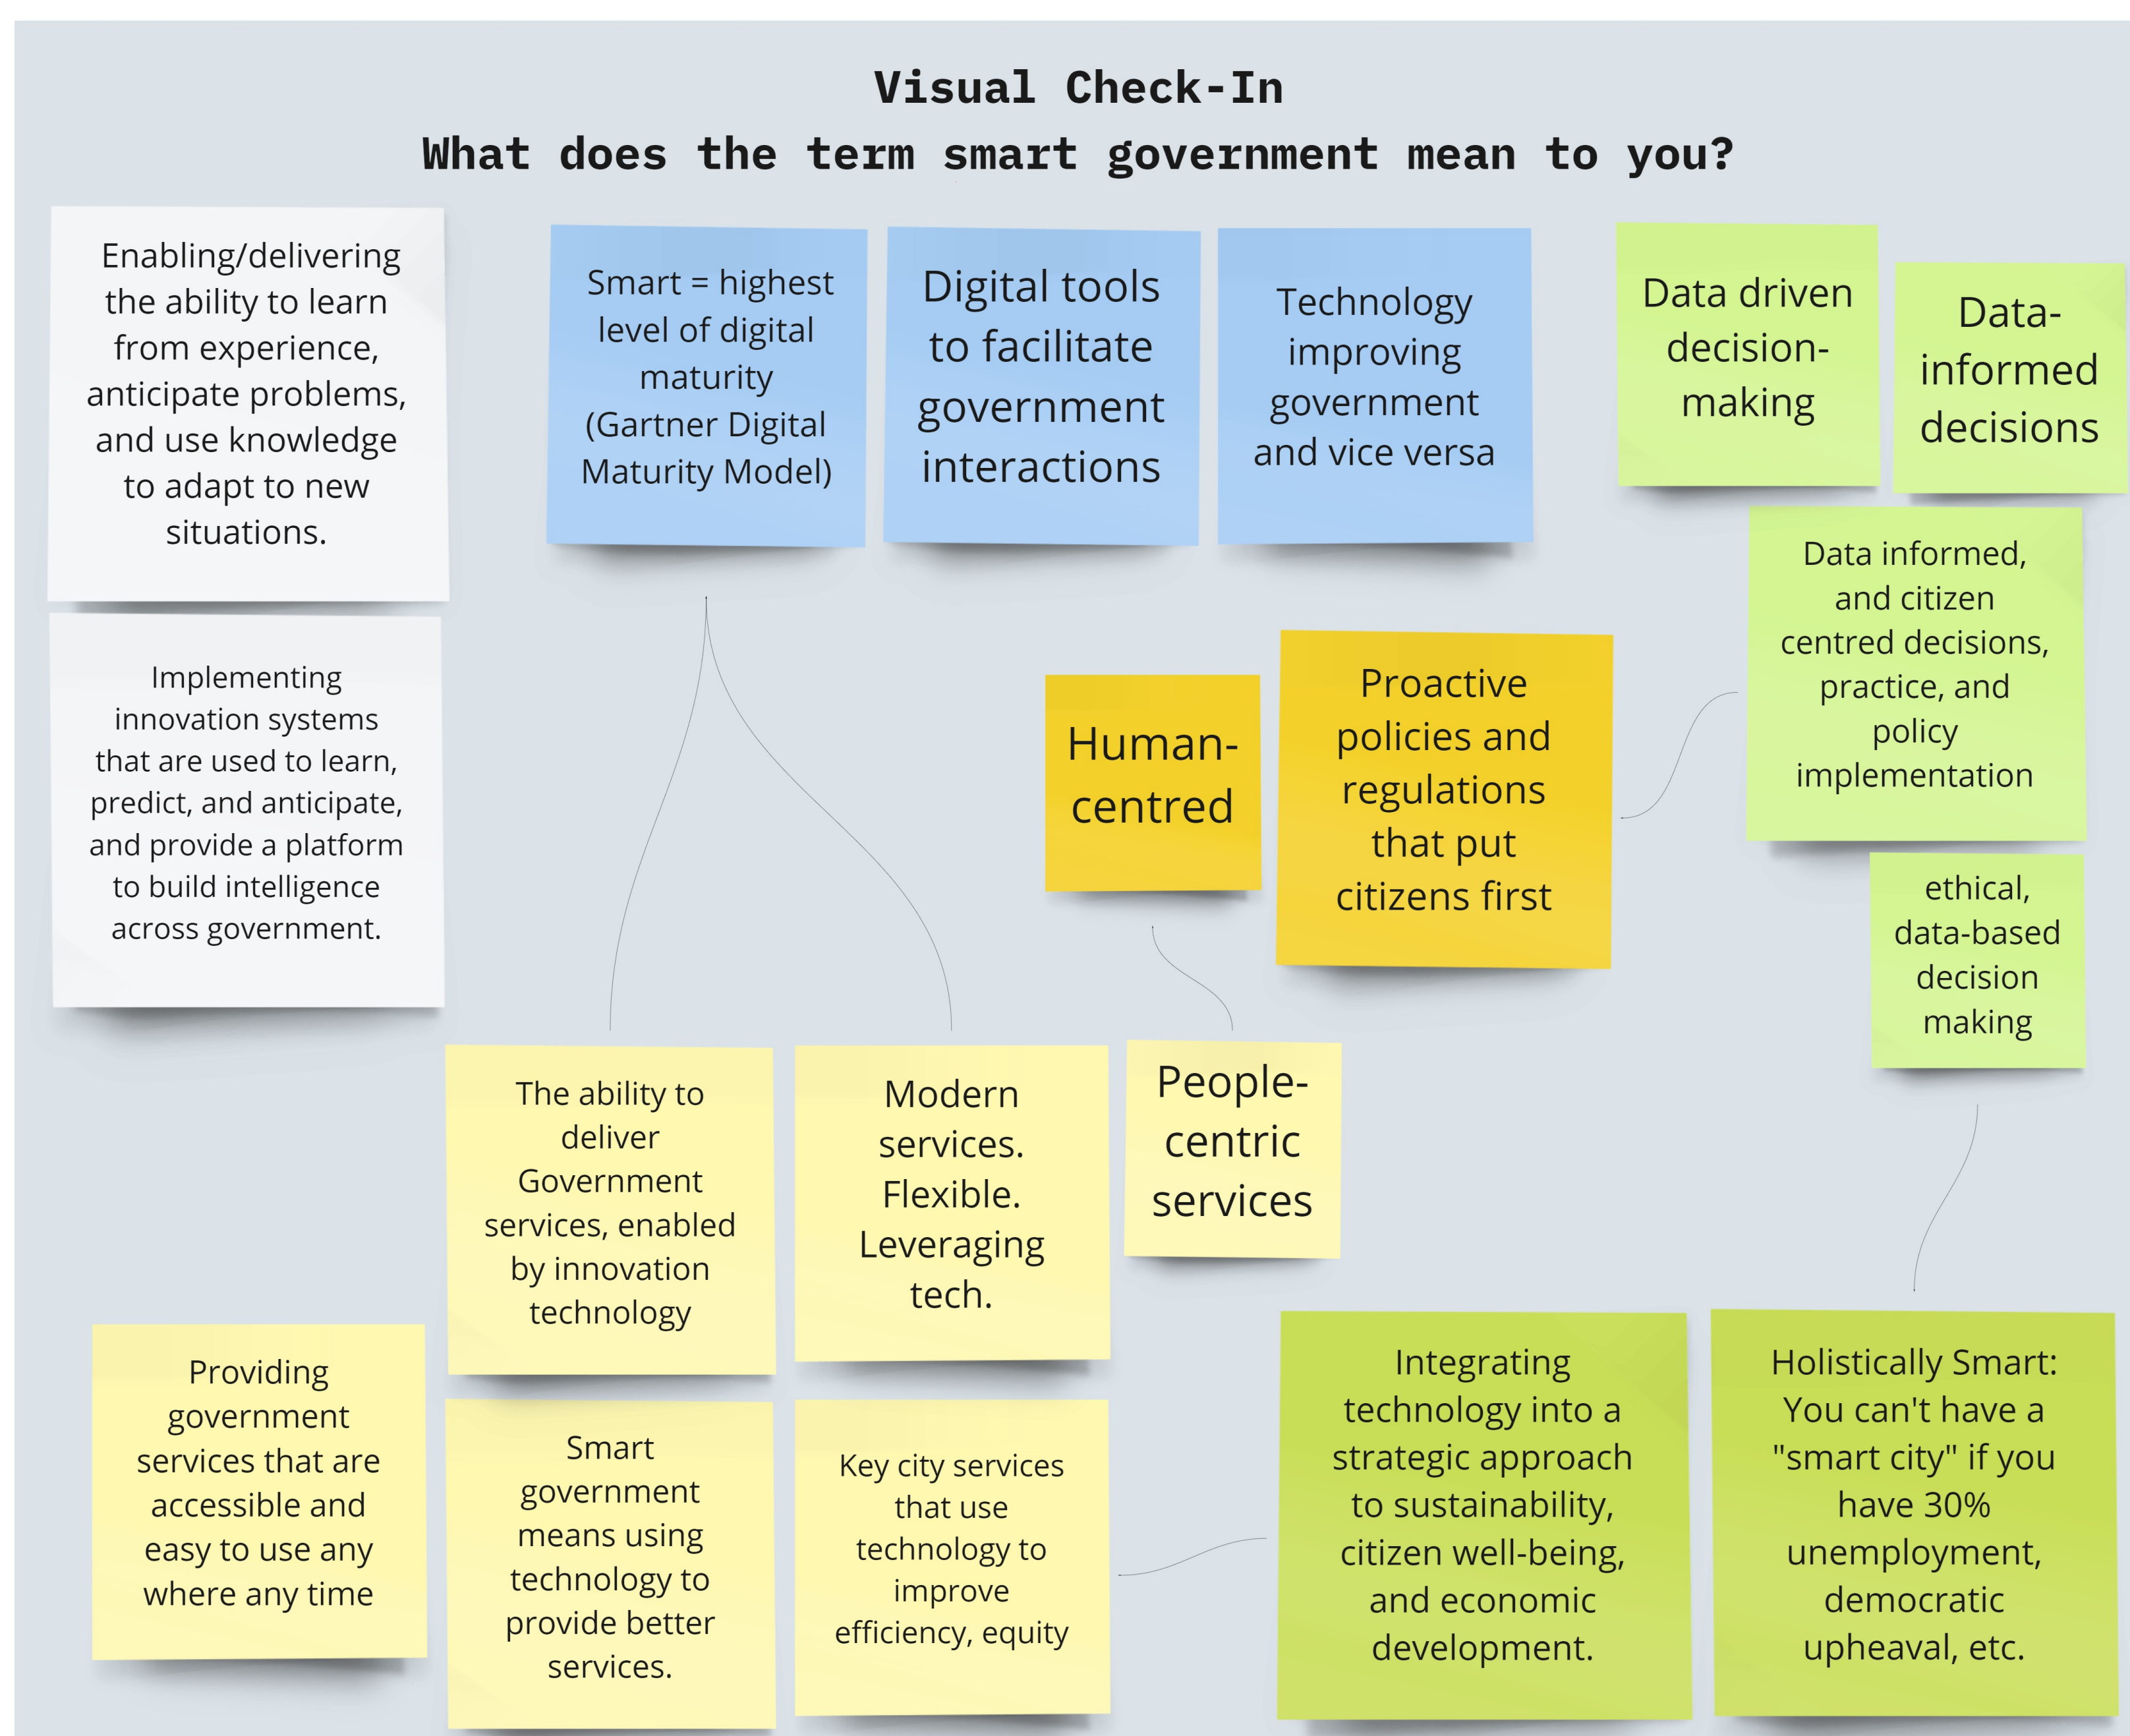 Visual Check-In
What does the term smart government mean to you?
Enabling/delivering
the ability to learn
from experience,
anticipate problems,
and use knowledge
to adapt to new
situations.
Implementing
innovation systems
that are used to learn,
predict, and anticipate,
and provide a platform
to build intelligence
across government.
Smart = highest
level of digital
maturity
(Gartner Digital
Maturity Model)
Digital tools
to facilitate
government
interactions
Technology
improving
government
and vice versa
Data driven
decision-
making
Data-
informed
decisions
Data informed,
and citizen
centred decisions,
practice, and
policy
implementation
ethical,
data-based
decision
making
Human-
centred
Proactive
policies and
regulations
that put
citizens first
The ability to
deliver
Government
services, enabled
by innovation
technology
Modern
services.
Flexible.
Leveraging
tech.
People-
centric
services
Providing
government
services that are
accessible and
easy to use any
where any time
Smart
government
means using
technology to
provide better
services.
Key city services
that use
technology to
improve
efficiency, equity
Integrating
technology into a
strategic approach
to sustainability,
citizen well-being,
and economic
development.
Holistically Smart:
You can't have a
"smart city" if you
have 30%
unemployment,
democratic
upheaval, etc.